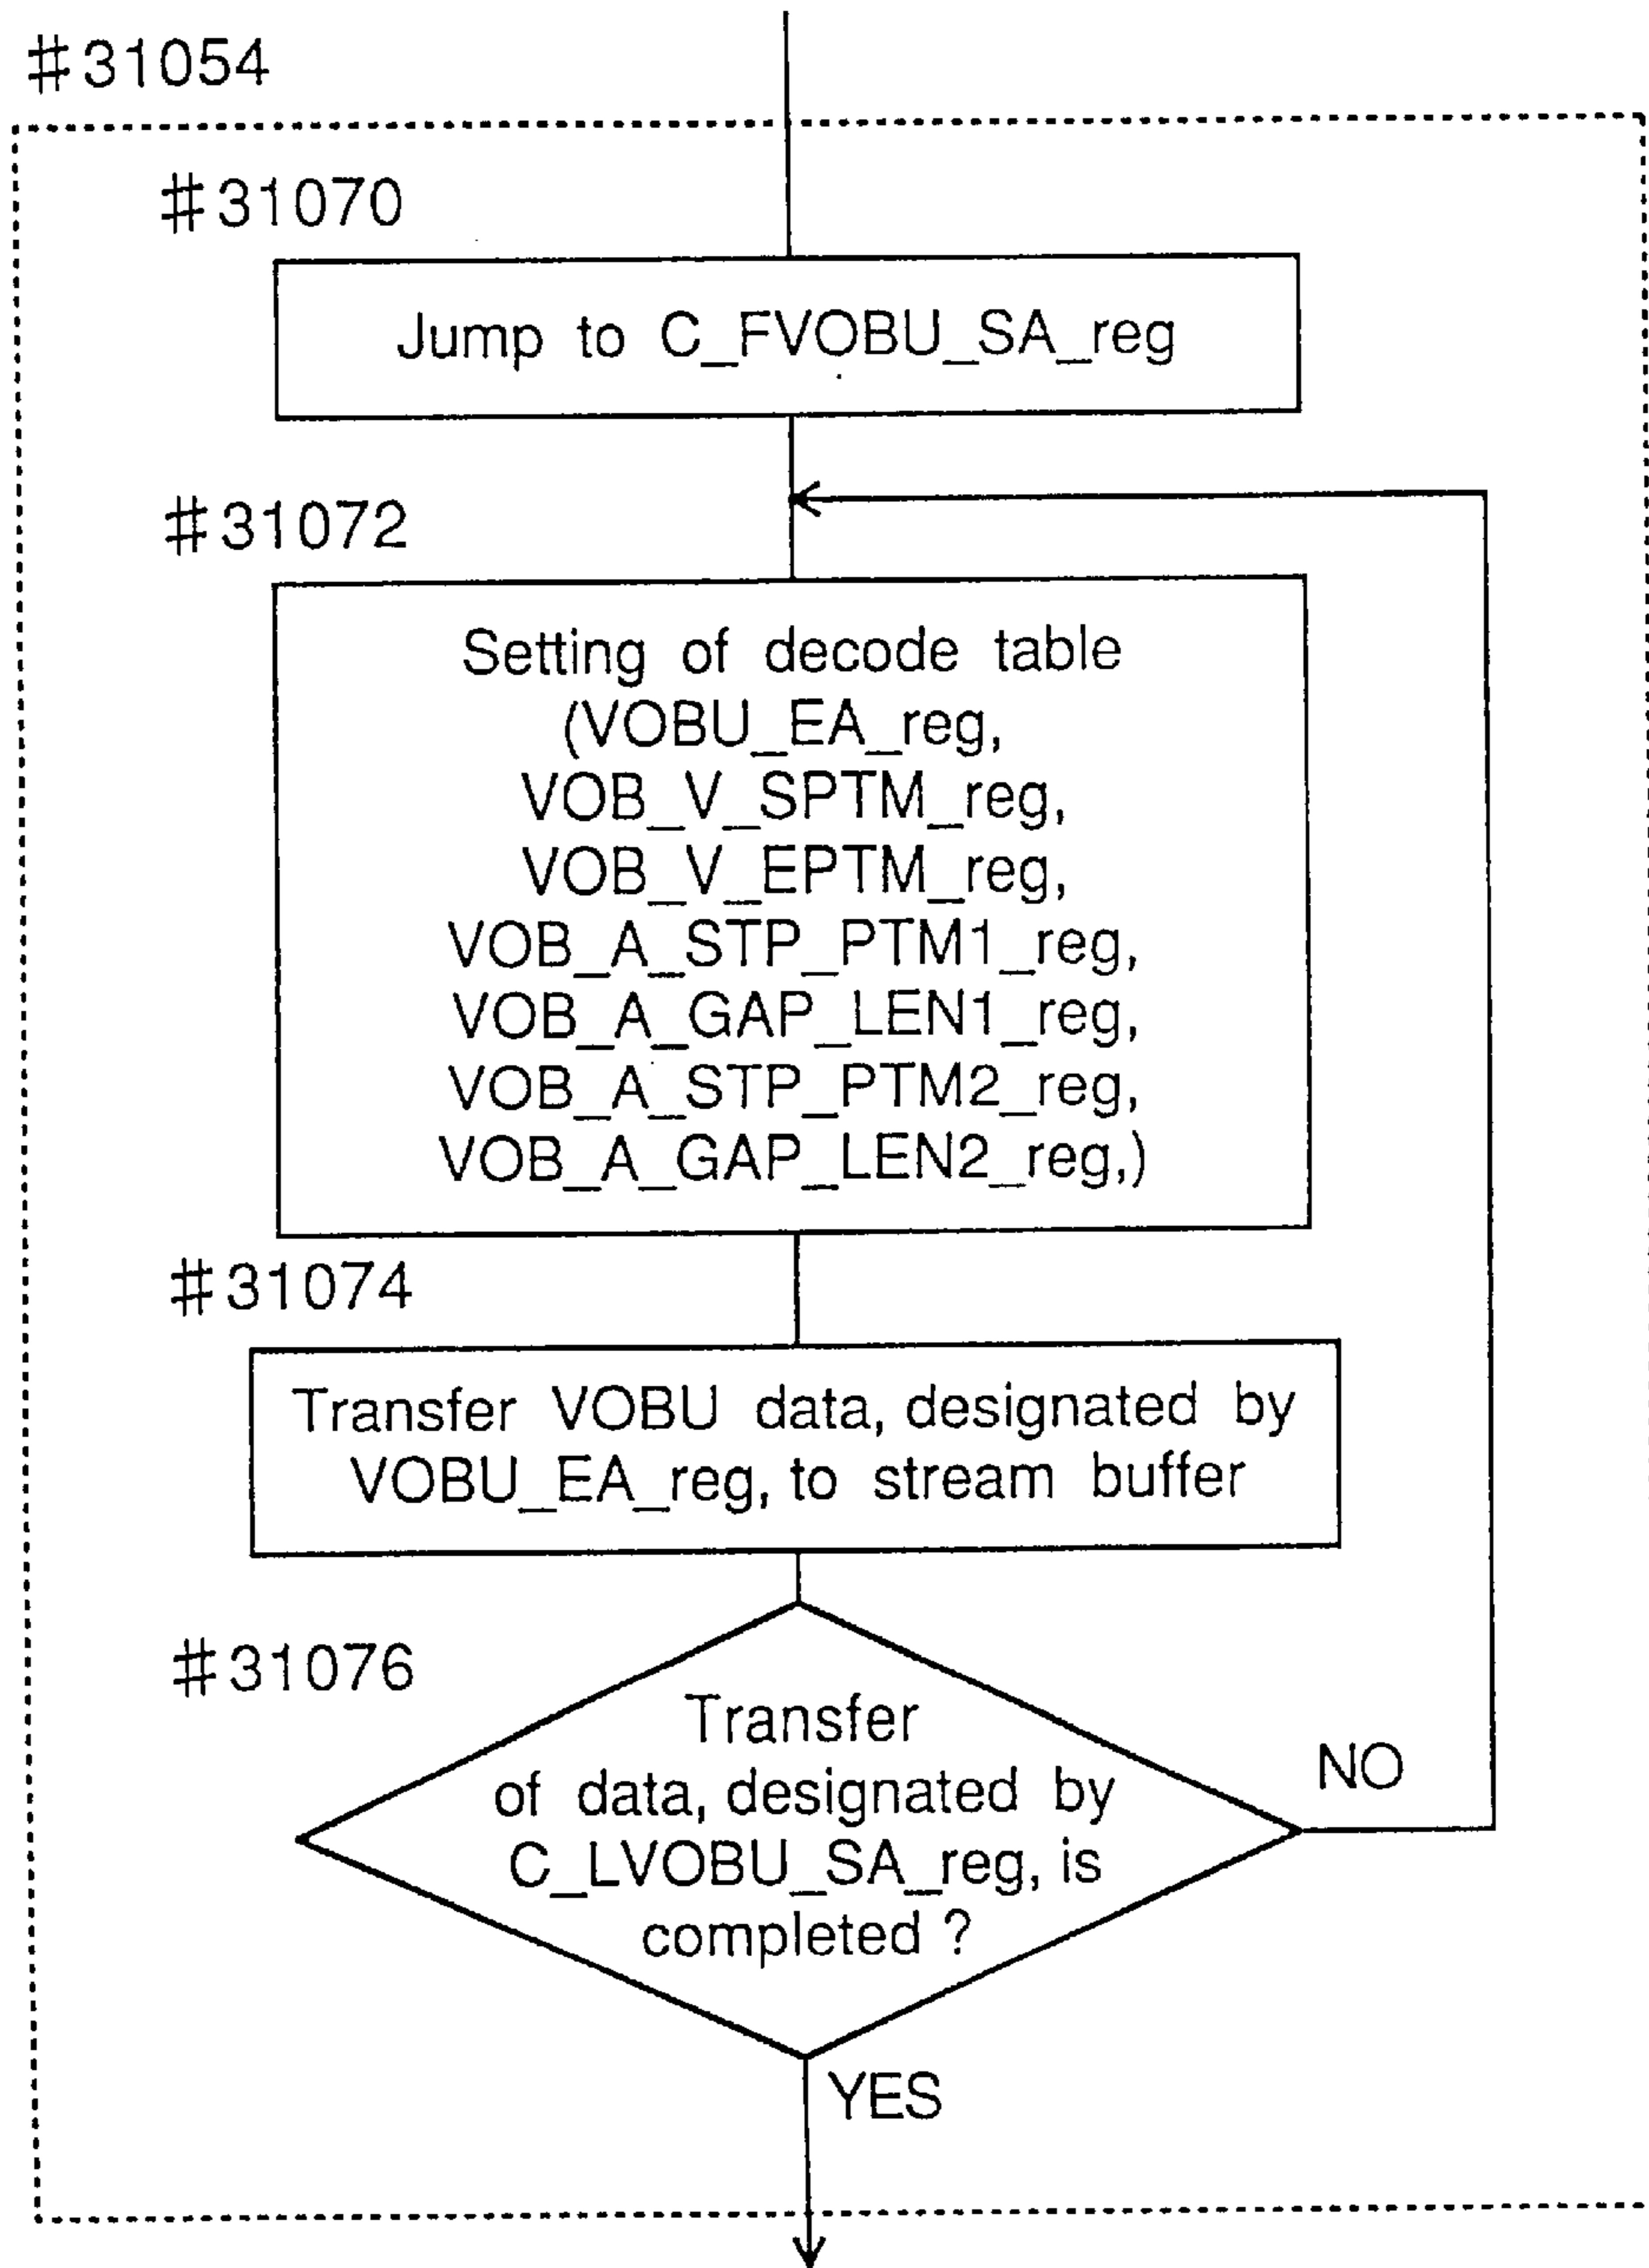 #31054
#31070
Jump to C_FVOBU_SA_reg
#31072
Setting of decode table
(VOBU_EA_reg,
VOB_V_SPTM_reg,
VOB_V_EPTM_reg,
VOB_A_STP_PTM1_reg,
VOB_A_GAP_LEN1_reg,
VOB_A_STP_PTM2_reg,
VOB_A_GAP_LEN2_reg,)
#31074
Transfer VOBU data, designated by
VOBU_EA_reg, to stream buffer
#31076
Transfer
of data, designated by
C_LVOBU_SA_reg, is
completed ?
NO
YES